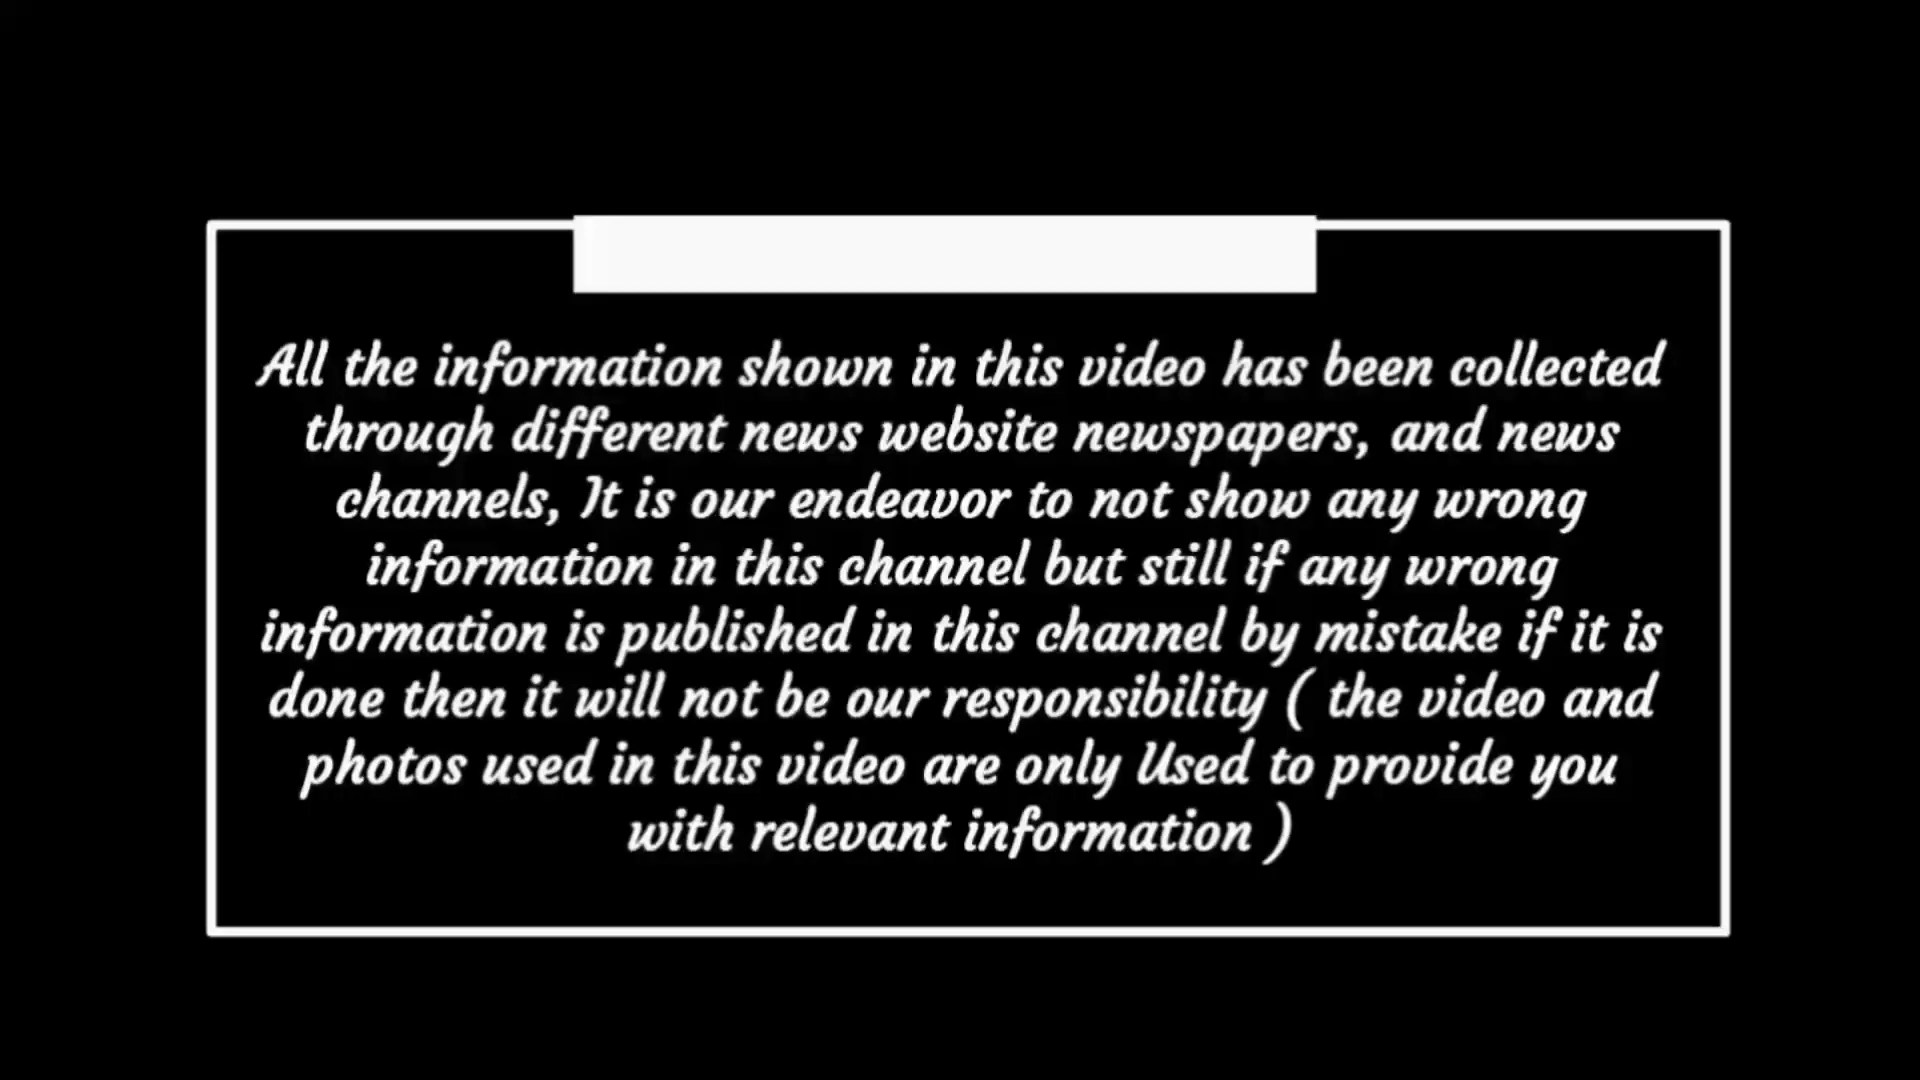 All the information shown in this video has been collected
through different news website newspapers, and news
channels, It is our endeavor to not show any wrong
information in this channel but still if any wrong
information is published in this channel by mistake if it is
done then it will not be our responsibility ( the video and
photos used in this video are only Used to provide you
with relevant information )